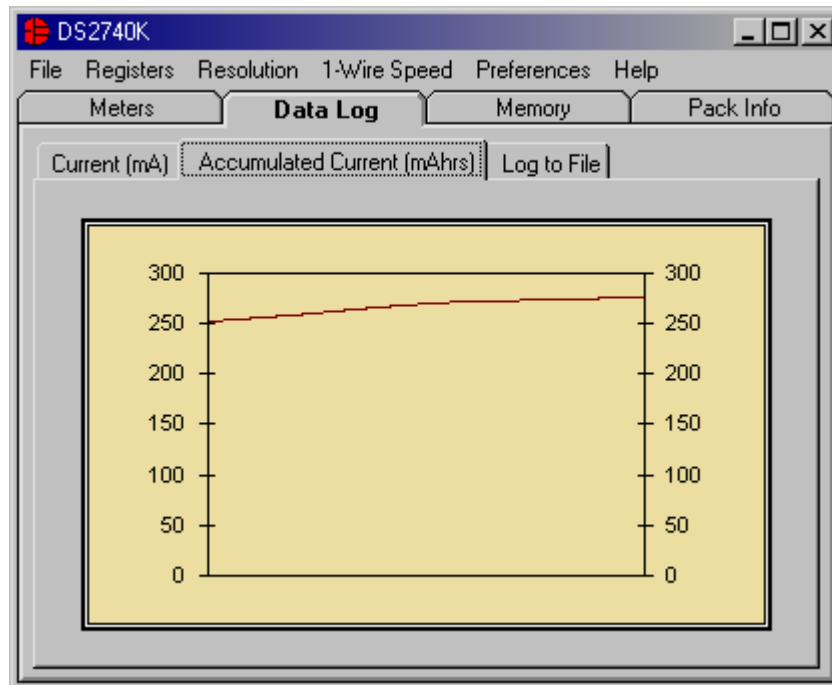 DS2740K
File Registers Resolution 1-Wire Speed Preferences Help
Meters Data Log Memory Pack Info
Current (mA) Accumulated Current (mAhrs) Log to File
300 300
250 250
200 200
150 150
100 100
50 50
0 0